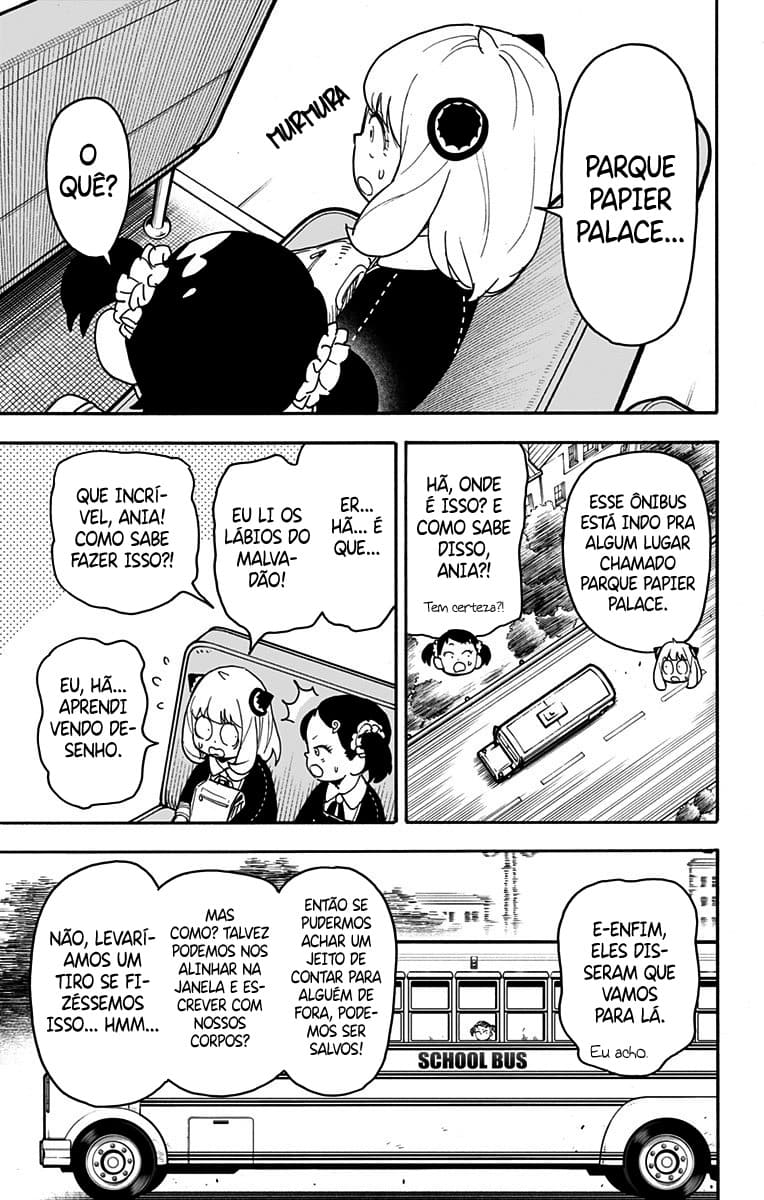 PARQUE
PAPIER
PALACE...
MURMURA
O
QUÊ?
ESSE ÔNIBUS
ESTÁ INDO PRA
ALGUM LUGAR
CHAMADO
PARQUE PAPIER
PALACE.
HÃ, ONDE
É ISSO? E
COMO SABE
DISSO,
ANIA?!
Tem certeza?!
ER...
HÃ... É
QUE...
EU LI OS
LÁBIOS DO
MALVA-
DÃO!
QUE INCRÍ-
VEL, ANIA!
COMO SABE
FAZER ISSO?!
EU, HÃ...
APRENDI
VENDO DE-
SENHO.
E-ENFIM,
ELES DIS-
SERAM QUE
VAMOS
PARA LÁ.
Eu acho.
ENTÃO SE
PUDERMOS
ACHAR UM
JEITO DE
CONTAR PARA
ALGUÉM DE
FORA, PODE-
MOS SER
SALVOS!
MAS
COMO? TALVEZ
PODEMOS NOS
ALINHAR NA
JANELA E ES-
CREVER COM
NOSSOS
CORPOS?
NÃO, LEVARÍ-
AMOS UM
TIRO SE FI-
ZÉSSEMOS
ISSO... HMM...
SCHOOL BUS